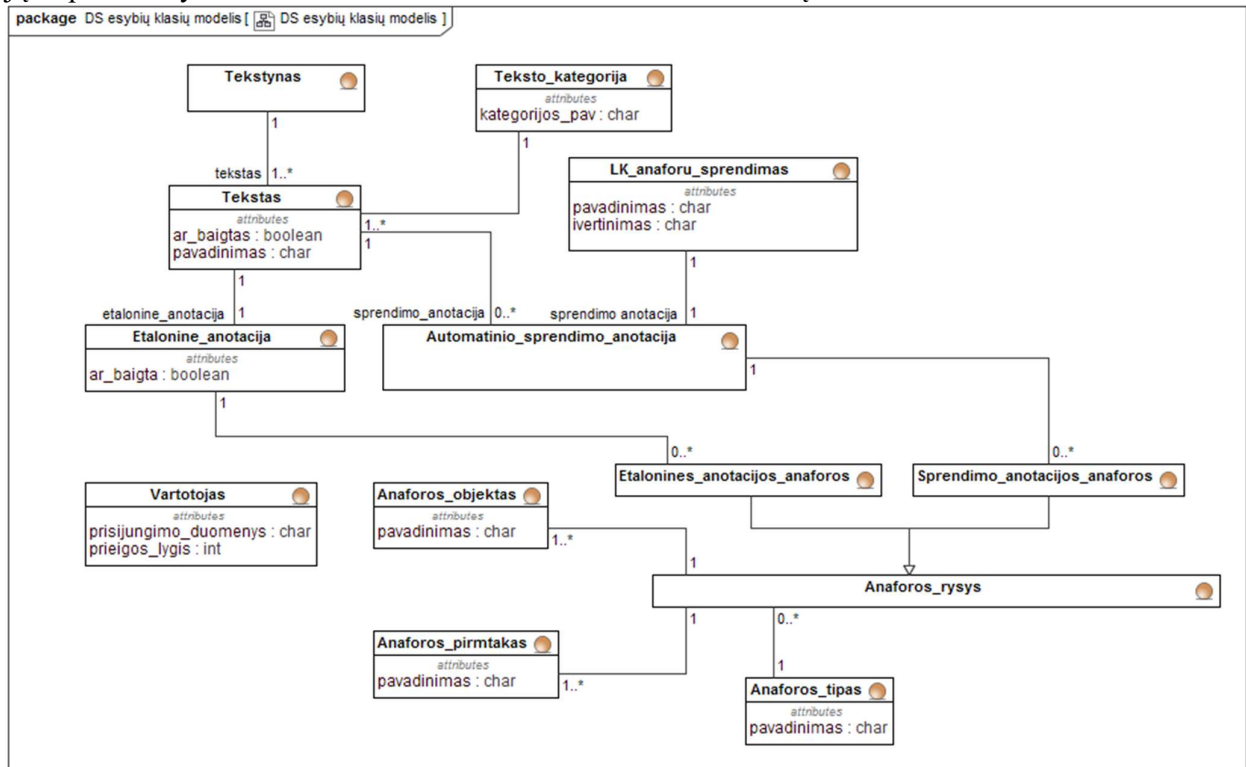 package DS esybių klasių modelis [ DS esybių klasių modelis ]
Tekstynas
Teksto_kategorija
attributes
kategorijos_pav : char
1
1
LK_anaforu_sprendimas
attributes
pavadinimas : char
ivertinimas : char
tekstas 1..*
Tekstas
attributes
ar_baigtas : boolean
pavadinimas : char
1..*
1
1
1
etalonine_anotacija 1
sprendimo_anotacija 0..*
sprendimo anotacija 1
Etalonine_anotacija
attributes
ar_baigta : boolean
Automatinio_sprendimo_anotacija
1
1
0..*
0..*
Etalonines_anotacijos_anaforos
Sprendimo_anotacijos_anaforos
Vartotojas
attributes
prisijungimo_duomenys : char
prieigos_lygis : int
Anaforos_objektas
attributes
pavadinimas : char
1..*
1
Anaforos_rysys
1
0..*
Anaforos_pirmtakas
attributes
pavadinimas : char
1..*
1
Anaforos_tipas
attributes
pavadinimas : char